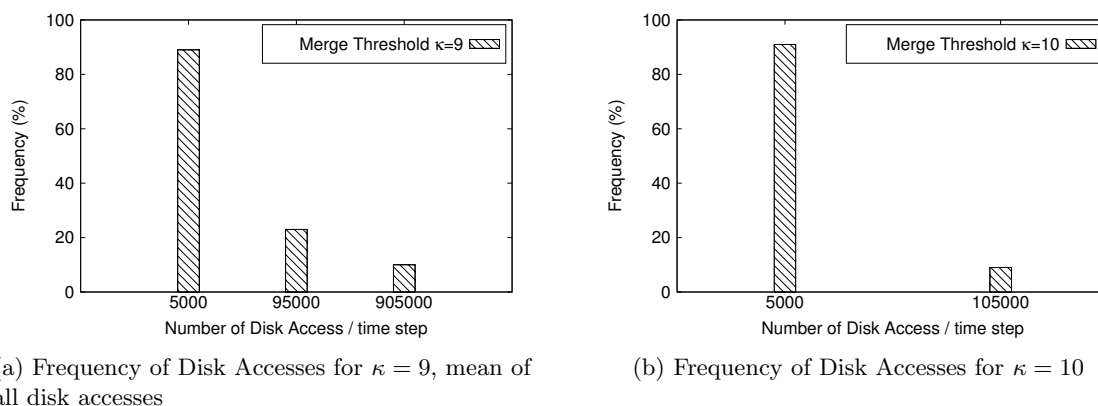 100
80
60
40
20
0
Frequency (%)
Merge Threshold κ=9
5000 95000 905000
Number of Disk Access / time step
a) Frequency of Disk Accesses for κ = 9, mean of
all disk accesses
100
80
60
40
20
0
Frequency (%)
Merge Threshold κ=10
5000 105000
Number of Disk Access / time step
(b) Frequency of Disk Accesses for κ = 10